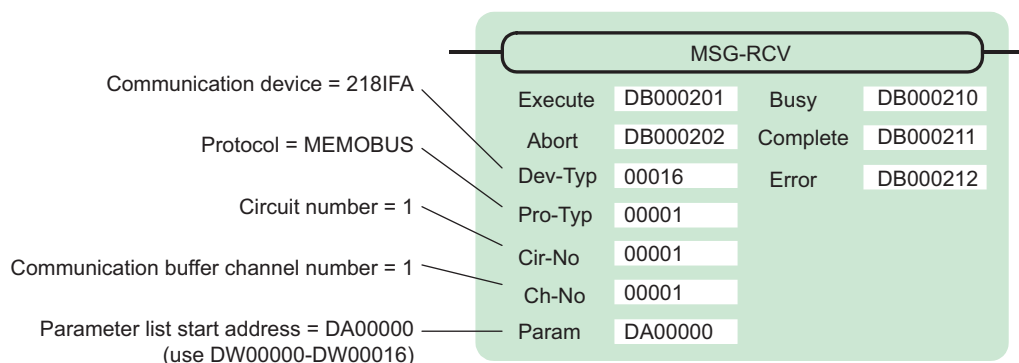 MSG-RCV
Communication device = 218IFA
Execute DB000201 Busy DB000210
Protocol = MEMOBUS
Abort DB000202 Complete DB000211
Dev-Typ 00016 Error DB000212
Circuit number = 1
Pro-Typ 00001
Communication buffer channel number = 1
Cir-No 00001
Ch-No 00001
Parameter list start address = DA00000
(use DW00000-DW00016)
Param DA00000